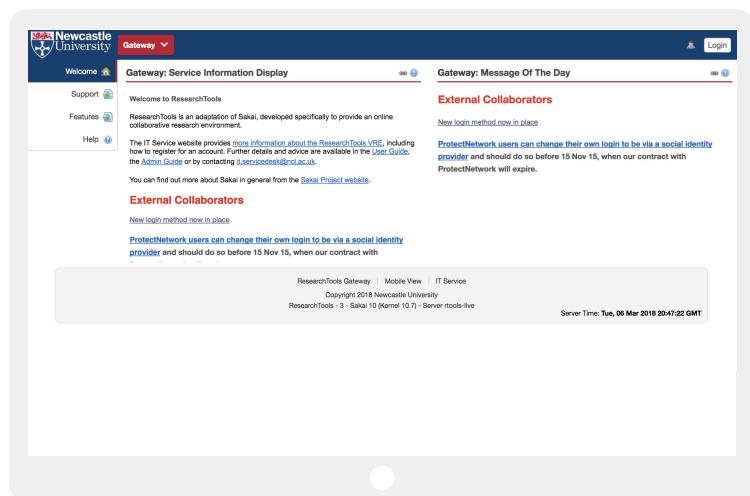 Newcastle
University
Gateway
Login
Welcome
Support
Features
Help
Gateway: Service Information Display
Welcome to ResearchTools
ResearchTools is an adaptation of Sakai, developed specifically to provide an online
collaborative research environment.
The IT Service website provides more information about the ResearchTools VRE, including
how to register for an account. Further details and advice are available in the User Guide,
the Admin Guide or by contacting it.servicedesk@ncl.ac.uk.
You can find out more about Sakai in general from the Sakai Project website.
External Collaborators
New login method now in place
ProtectNetwork users can change their own login to be via a social identity
provider and should do so before 15 Nov 15, when our contract with
Gateway: Message Of The Day
External Collaborators
New login method now in place
ProtectNetwork users can change their own login to be via a social identity
provider and should do so before 15 Nov 15, when our contract with
ProtectNetwork will expire.
ResearchTools Gateway | Mobile View | IT Service
Copyright 2018 Newcastle University
ResearchTools - 3 - Sakai 10 (Kernel 10.7) - Server rtools-live
Server Time: Tue, 06 Mar 2018 20:47:22 GMT